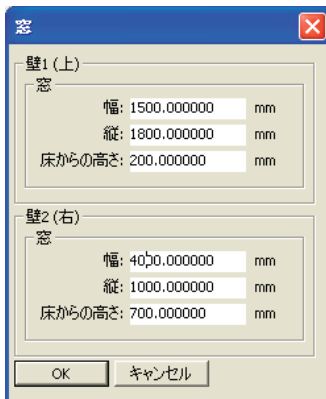 窓
壁1 (上)
窓
幅: 1500.000000 mm
縦: 1800.000000 mm
床からの高さ: 200.000000 mm
壁2 (右)
窓
幅: 4000.000000 mm
縦: 1000.000000 mm
床からの高さ: 700.000000 mm
OK キャンセル